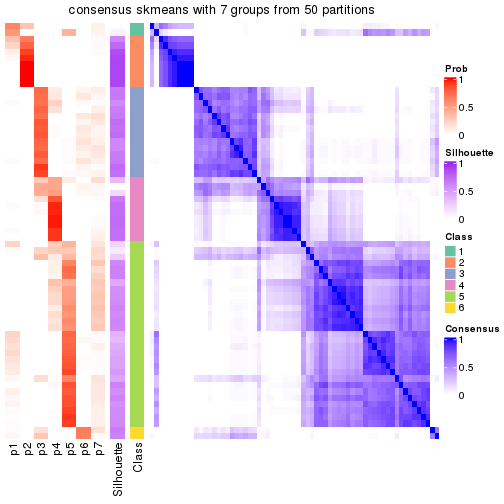 consensus skmeans with 7 groups from 50 partitions
Prob
1
0.5
0
Silhouette
1
0.5
0
Class
1
2
3
4
5
6
Consensus
1
0.5
0
p1
p2
p3
p4
p5
p6
p7
Silhouette
Class